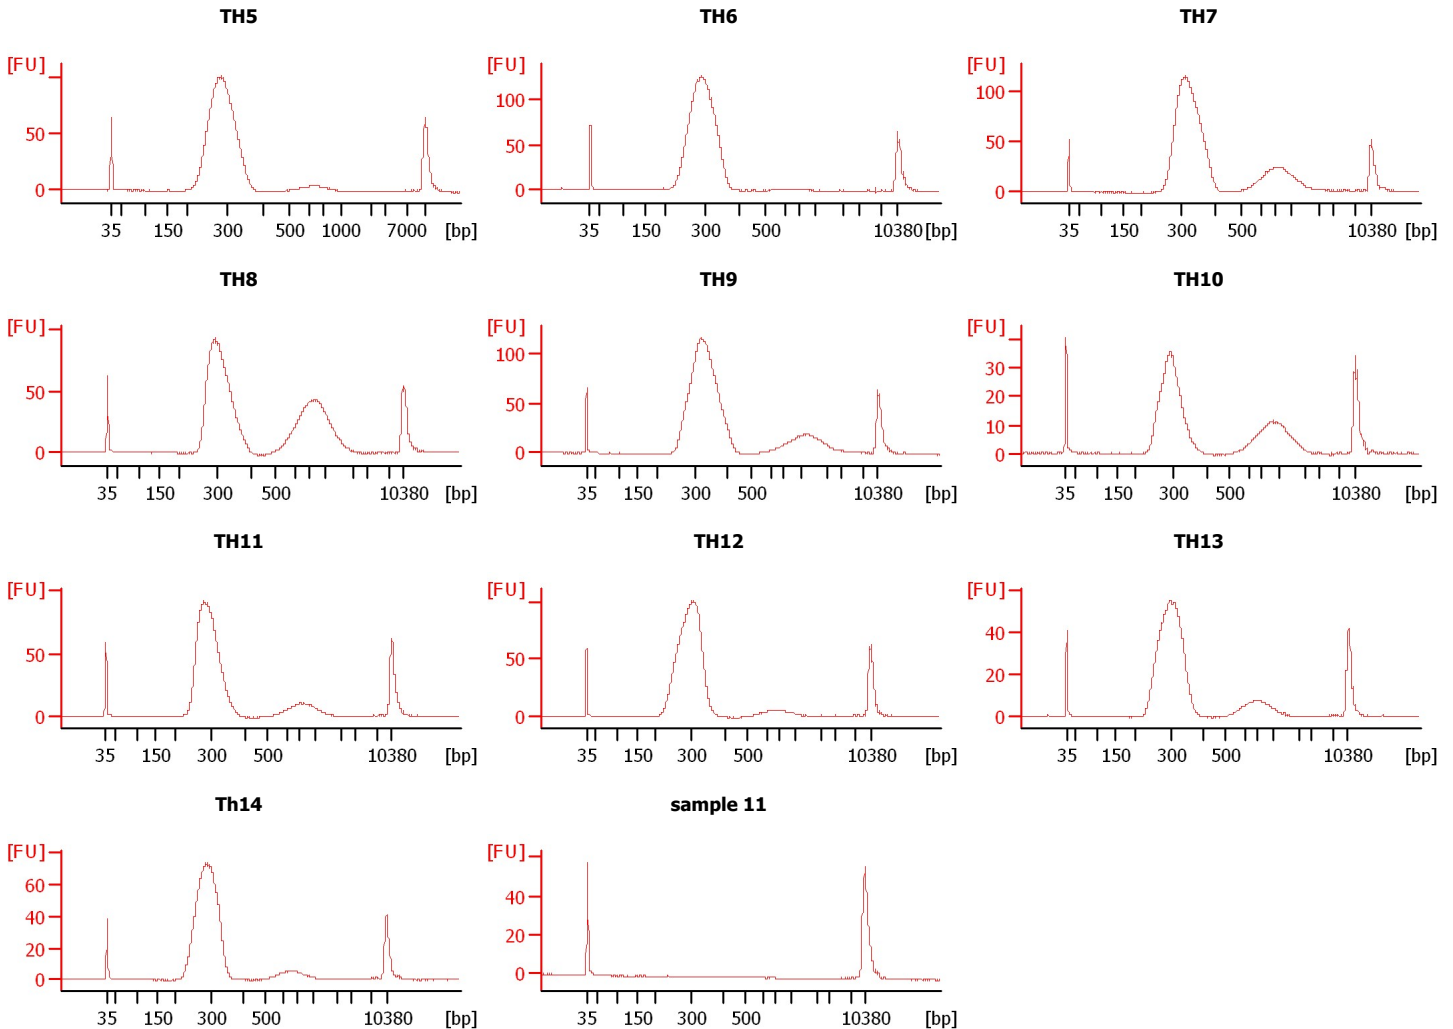 TH5 TH6 TH7
[FU] [FU] [FU]
100 100
50 50 50
0 0 0
35 150 300 500 1000 7000 [bp] 35 150 300 500 10380 [bp] 35 150 300 500 10380 [bp]
TH8 TH9 TH10
[FU] [FU] [FU]
100 30
50 50 20
10
0 0 0
35 150 300 500 10380 [bp] 35 150 300 500 10380 [bp] 35 150 300 500 10380 [bp]
TH11 TH12 TH13
[FU] [FU] [FU]
50 50 40
20
0 0 0
35 150 300 500 10380 [bp] 35 150 300 500 10380 [bp] 35 150 300 500 10380 [bp]
Th14 sample 11
[FU] [FU]
60
40 40
20 20
0 0
35 150 300 500 10380 [bp] 35 150 300 500 10380 [bp]